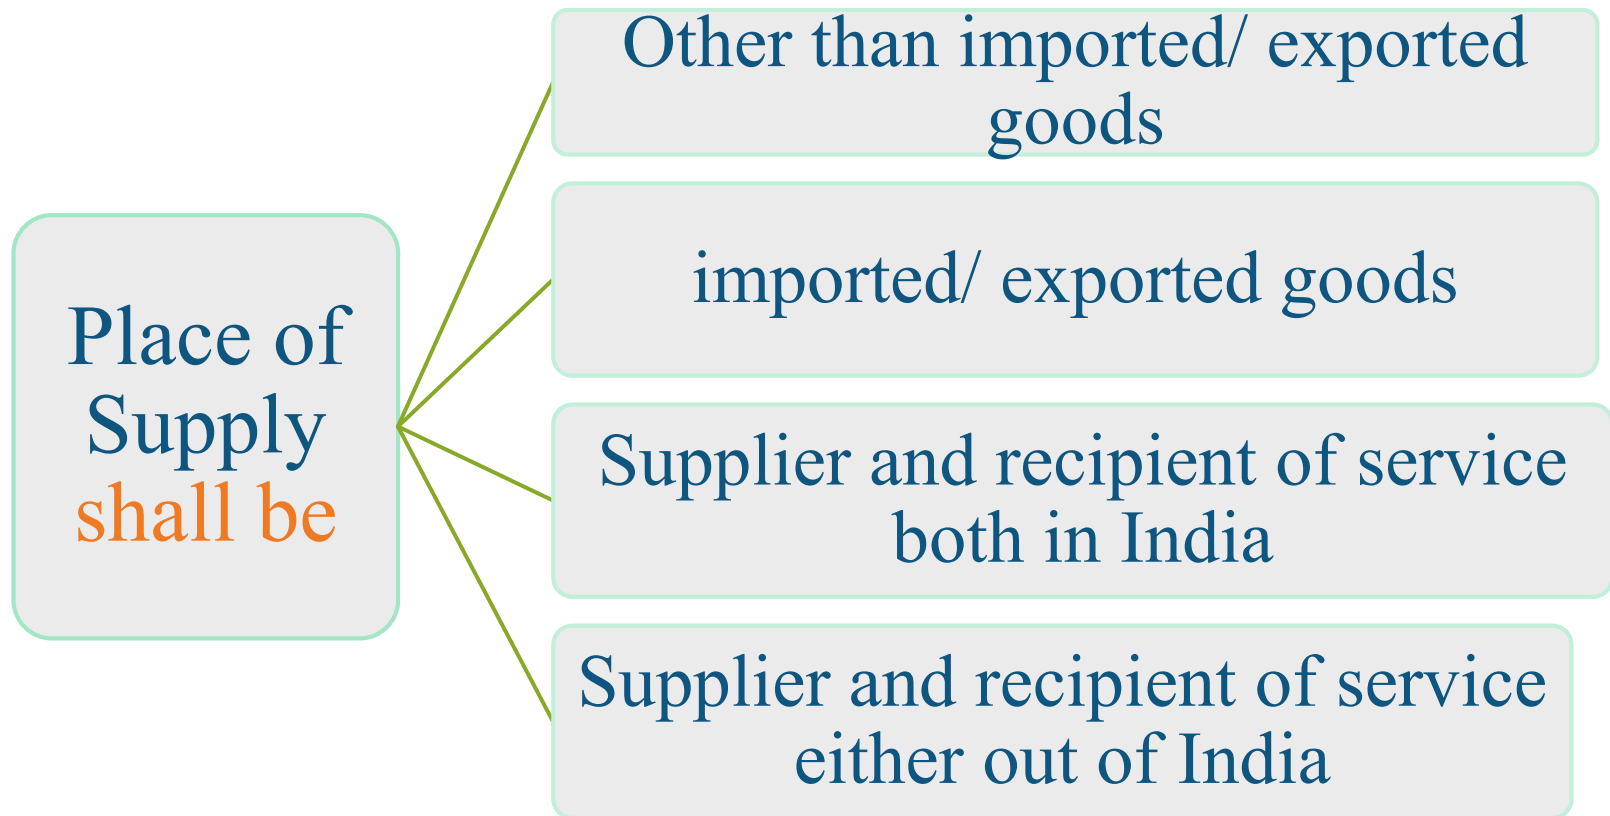 Place of
Supply
shall be
Other than imported/ exported
goods
imported/ exported goods
Supplier and recipient of service
both in India
Supplier and recipient of service
either out of India